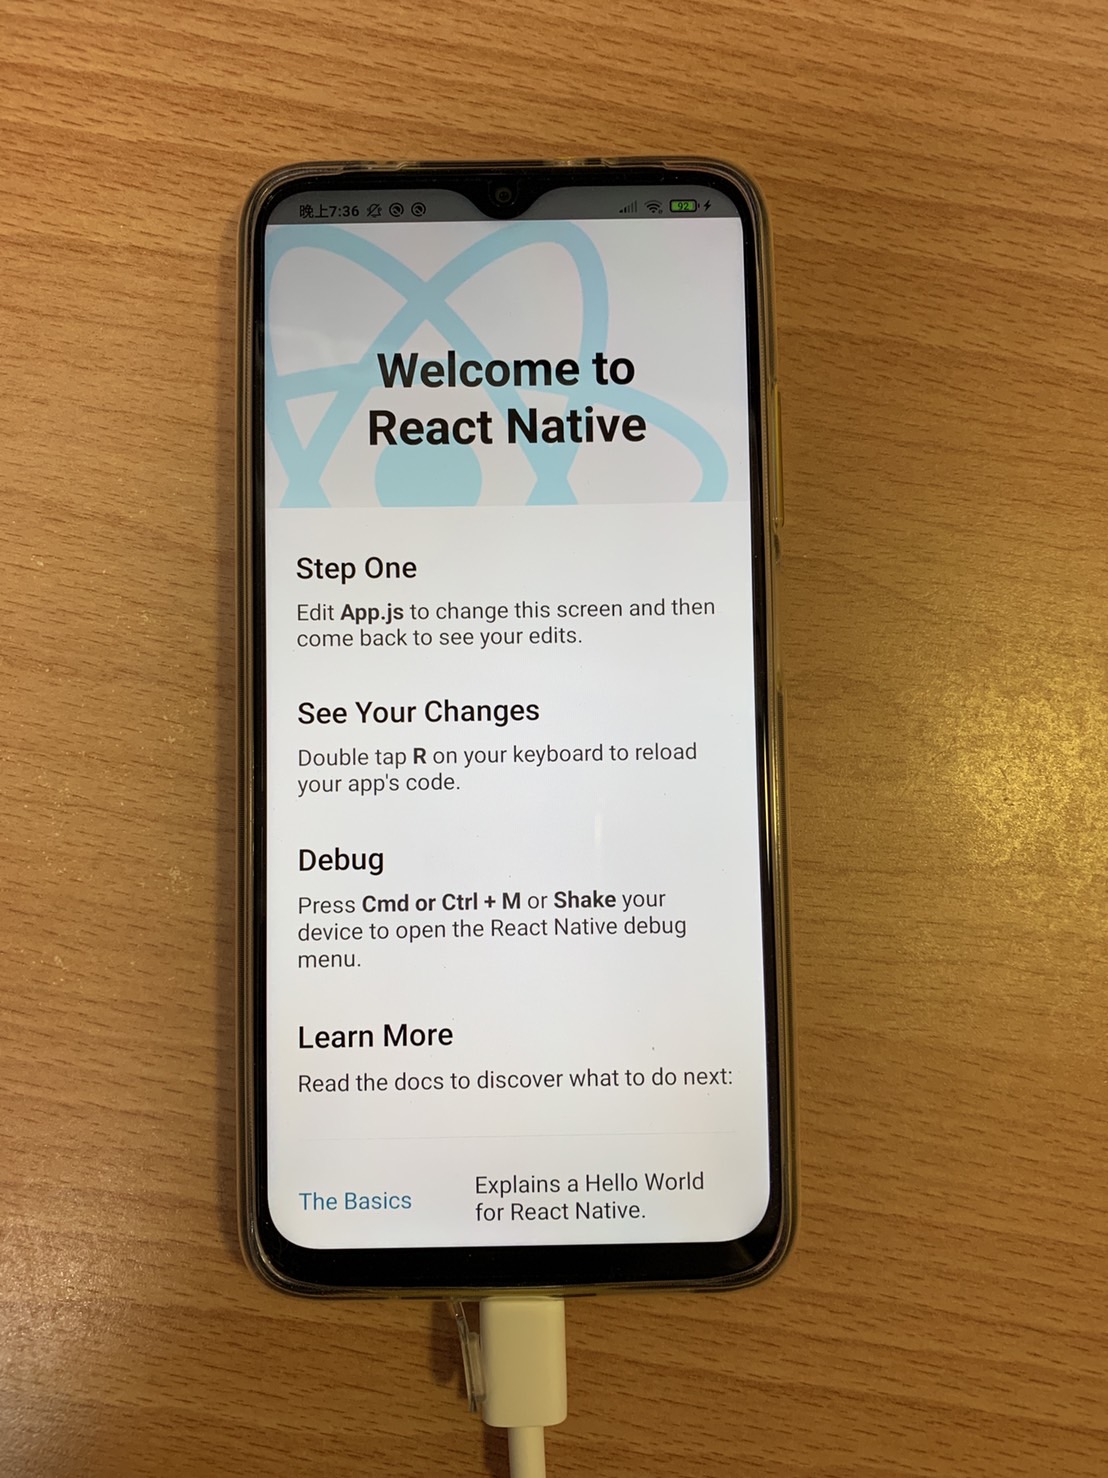 晚上7:36
92
Welcome to
React Native
Step One
Edit App.js to change this screen and then
come back to see your edits.
See Your Changes
Double tap R on your keyboard to reload
your app's code.
Debug
Press Cmd or Ctrl + M or Shake your
device to open the React Native debug
menu.
Learn More
Read the docs to discover what to do next:
The Basics
Explains a Hello World
for React Native.